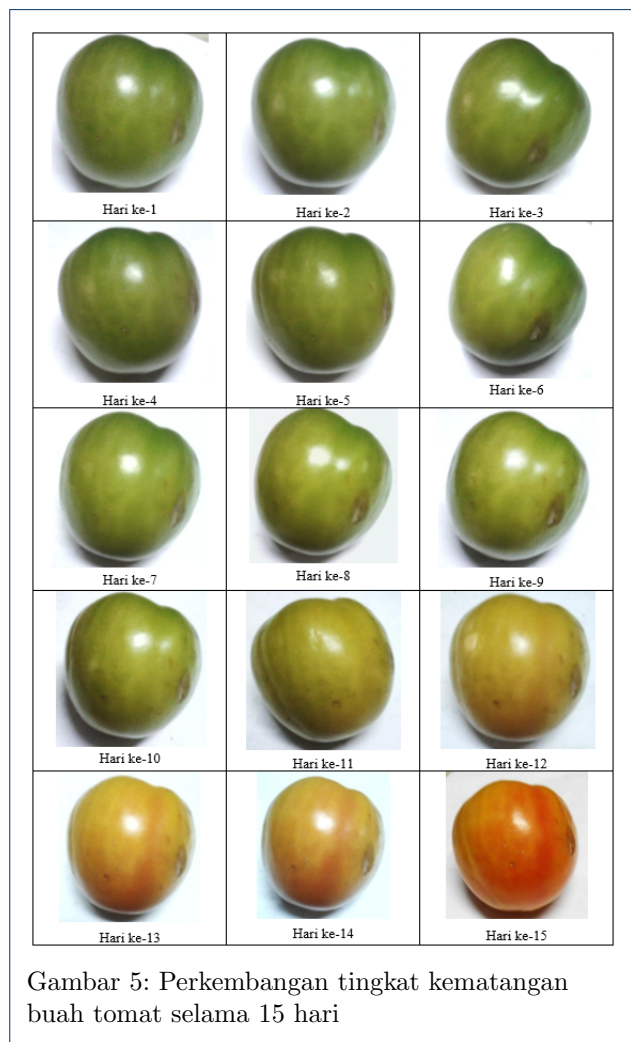 Hari ke-1
Hari ke-2
Hari ke-3
Hari ke-4
Hari ke-5
Hari ke-6
Hari ke-7
Hari ke-8
Hari ke-9
Hari ke-10
Hari ke-11
Hari ke-12
Hari ke-13
Hari ke-14
Hari ke-15
Gambar 5: Perkembangan tingkat kematangan
buah tomat selama 15 hari